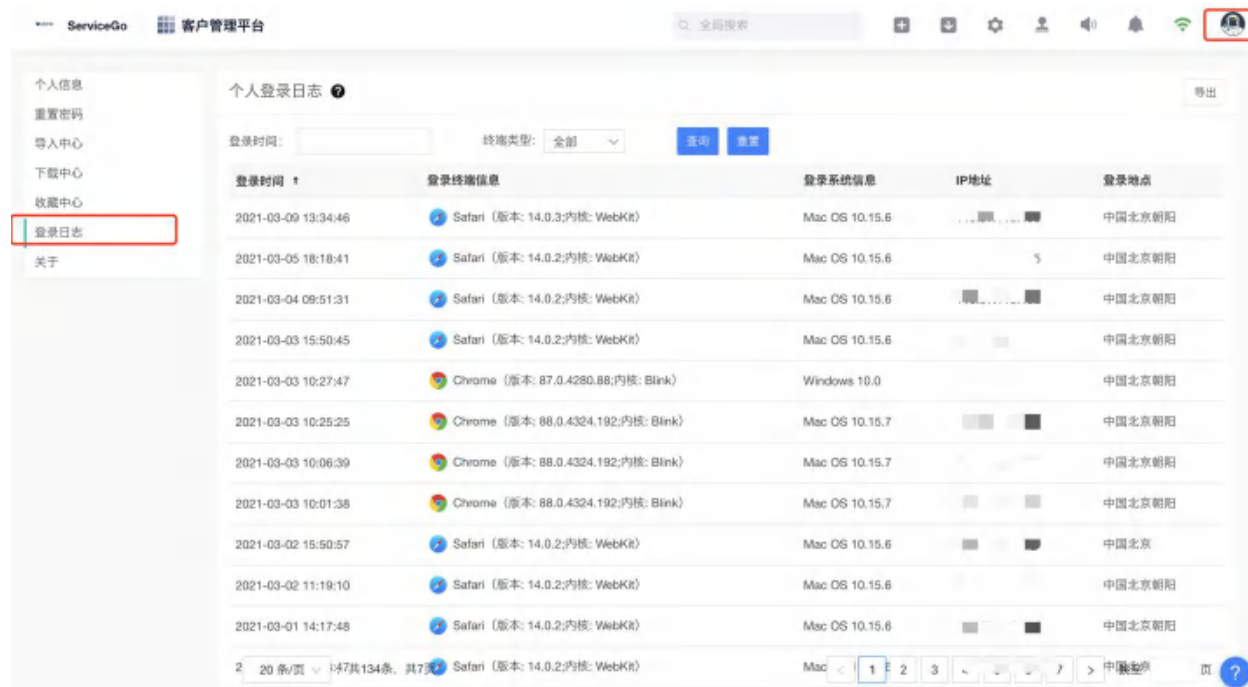 ServiceGo 客户管理平台 全局搜索
个人信息
重置密码
导入中心
下载中心
收藏中心
登录日志
关于
个人登录日志 ? 导出
登录时间: 终端类型: 全部 查询 重置
登录时间 ↑ 登录终端信息 登录系统信息 IP地址 登录地点
2021-03-09 13:34:46 Safari（版本: 14.0.3;内核: WebKit） Mac OS 10.15.6 中国北京朝阳
2021-03-05 18:18:41 Safari（版本: 14.0.2;内核: WebKit） Mac OS 10.15.6 5 中国北京朝阳
2021-03-04 09:51:31 Safari（版本: 14.0.2;内核: WebKit） Mac OS 10.15.6 中国北京朝阳
2021-03-03 15:50:45 Safari（版本: 14.0.2;内核: WebKit） Mac OS 10.15.6 中国北京朝阳
2021-03-03 10:27:47 Chrome（版本: 87.0.4280.88;内核: Blink） Windows 10.0 中国北京朝阳
2021-03-03 10:25:25 Chrome（版本: 88.0.4324.192;内核: Blink） Mac OS 10.15.7 中国北京朝阳
2021-03-03 10:06:39 Chrome（版本: 88.0.4324.192;内核: Blink） Mac OS 10.15.7 中国北京朝阳
2021-03-03 10:01:38 Chrome（版本: 88.0.4324.192;内核: Blink） Mac OS 10.15.7 中国北京朝阳
2021-03-02 15:50:57 Safari（版本: 14.0.2;内核: WebKit） Mac OS 10.15.6 中国北京
2021-03-02 11:19:10 Safari（版本: 14.0.2;内核: WebKit） Mac OS 10.15.6 中国北京朝阳
2021-03-01 14:17:48 Safari（版本: 14.0.2;内核: WebKit） Mac OS 10.15.6 中国北京朝阳
2 20 条/页 :47共134条，共7 Safari（版本: 14.0.2;内核: WebKit） Mac < 1 2 3 7 > 页 ?